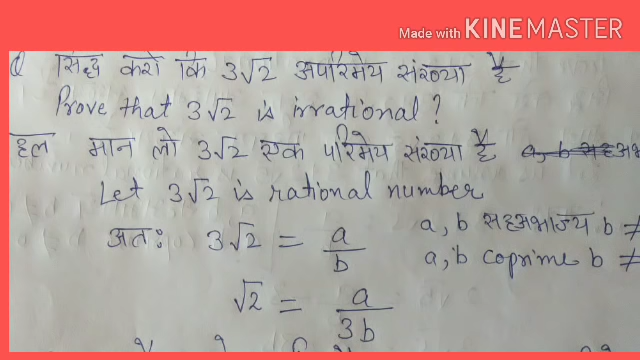 Made with KINEMASTER
Q सिद्ध करो कि 3√2 अपरिमेय संख्या है
Prove that 3√2 is irrational?
हल मान लो 3√2 एक परिमेय संख्या है
Let 3√2 is rational number
अतः 3√2 = a/b a, b सहअभाज्य b ≠
a, b coprime b ≠
√2 = a/3b